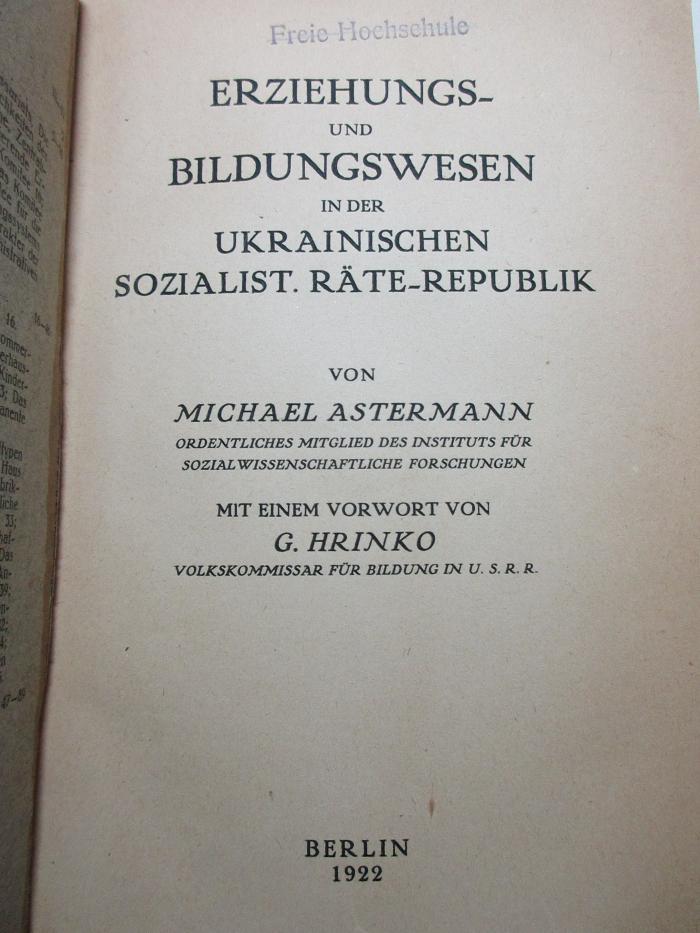 Freie Hochschule
ERZIEHUNGS-
UND
BILDUNGSWESEN
IN DER
UKRAINISCHEN
SOZIALIST. RÄTE-REPUBLIK
VON
MICHAEL ASTERMANN
ORDENTLICHES MITGLIED DES INSTITUTS FÜR
SOZIALWISSENSCHAFTLICHE FORSCHUNGEN
MIT EINEM VORWORT VON
G. HRINKO
VOLKSKOMMISSAR FÜR BILDUNG IN U. S. R. R.
BERLIN
1922